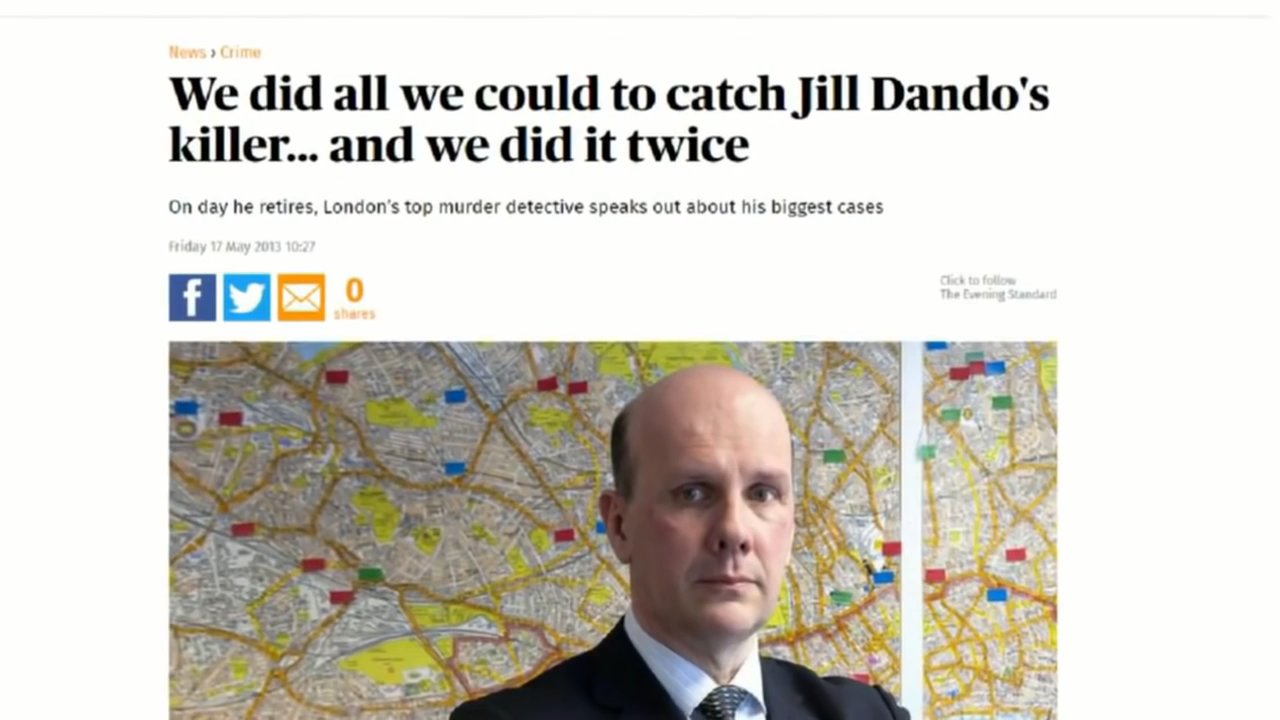 News › Crime
We did all we could to catch Jill Dando's
killer... and we did it twice
On day he retires, London's top murder detective speaks out about his biggest cases
Friday 17 May 2013 10:27
0
shares
Click to follow
The Evening Standard